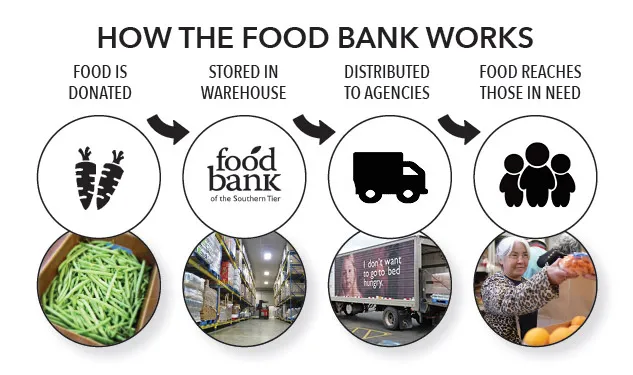 HOW THE FOOD BANK WORKS
FOOD IS
DONATED
STORED IN
WAREHOUSE
DISTRIBUTED
TO AGENCIES
FOOD REACHES
THOSE IN NEED
food
bank
of the Southern Tier
I don't want
to go to bed
hungry.